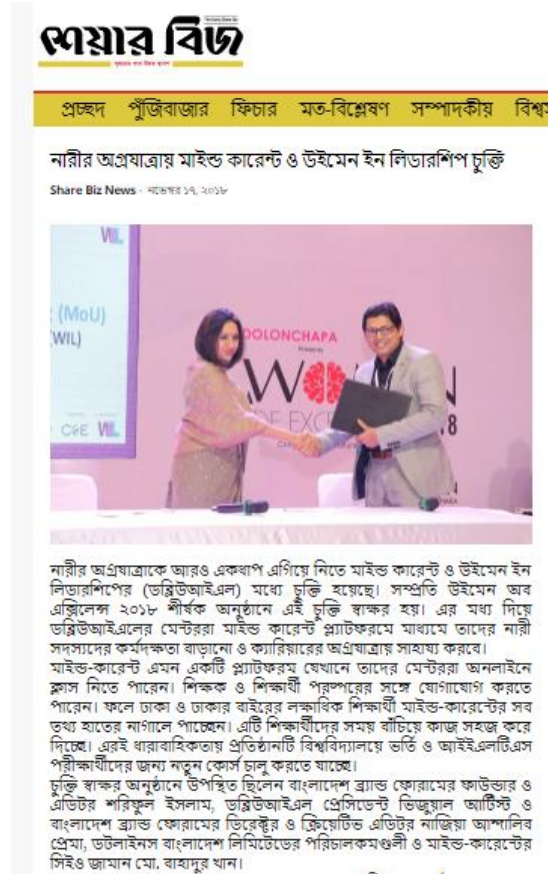 শেয়ার বিজ
প্রচ্ছদ পুঁজিবাজার ফিচার মত-বিশ্লেষণ সম্পাদকীয়
নারীর অগ্রযাত্রায় মাইন্ড কারেন্ট ও উইমেন ইন লিডারশিপ চুক্তি
Share Biz News - নভেম্বর ১৭, ২০১৮
WIL
(MoU)
WIL)
DOLONCHAPA
Presents
C&E WIL
নারীর অগ্রযাত্রাকে আরও একধাপ এগিয়ে নিতে মাইন্ড কারেন্ট ও উইমেন ইন
লিডারশিপের (ডব্লিউআইএল) মধ্যে চুক্তি হয়েছে। সম্প্রতি উইমেন অব
এক্সিলেন্স ২০১৮ শীর্ষক অনুষ্ঠানে এই চুক্তি স্বাক্ষর হয়। এর মধ্য দিয়ে
ডব্লিউআইএলের মেন্টররা মাইন্ড কারেন্ট প্ল্যাটফরমে মাধ্যমে তাদের নারী
সদস্যদের কর্মদক্ষতা বাড়ানো ও ক্যারিয়ারের অগ্রযাত্রায় সাহায্য করবে।
মাইন্ড-কারেন্ট এমন একটি প্ল্যাটফরম যেখানে তাদের মেন্টররা অনলাইনে
ক্লাস নিতে পারেন। শিক্ষক ও শিক্ষার্থী পরস্পরের সঙ্গে যোগাযোগ করতে
পারেন। ফলে ঢাকা ও ঢাকার বাইরের লক্ষাধিক শিক্ষার্থী মাইন্ড-কারেন্টের সব
তথ্য হাতের নাগালে পাচ্ছেন। এটি শিক্ষার্থীদের সময় বাঁচিয়ে কাজ সহজ করে
দিচ্ছে। এরই ধারাবাহিকতায় প্রতিষ্ঠানটি বিশ্ববিদ্যালয়ে ভর্তি ও আইইএলটিএস
পরীক্ষার্থীদের জন্য নতুন কোর্স চালু করতে যাচ্ছে।
চুক্তি স্বাক্ষর অনুষ্ঠানে উপস্থিত ছিলেন বাংলাদেশ ব্র্যান্ড ফোরামের ফাউন্ডার ও
এডিটর শরিফুল ইসলাম, ডব্লিউআইএল প্রেসিডেন্ট ভিজুয়াল আর্টিস্ট ও
বাংলাদেশ ব্র্যান্ড ফোরামের ডিরেক্টর ও ক্রিয়েটিভ এডিটর নাজিয়া আন্দালিব
প্রেমা, ডটলাইনস বাংলাদেশ লিমিটেডের পরিচালকমণ্ডলী ও মাইন্ড-কারেন্টের
সিইও জামান মো. বাহাদুর খান।